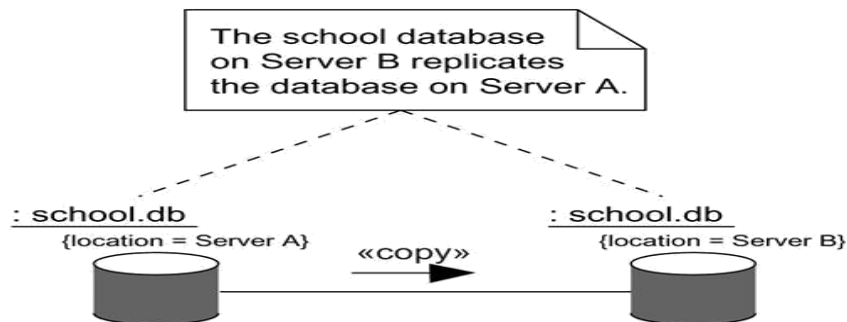 The school database
on Server B replicates
the database on Server A.
: school.db
{location = Server A}
: school.db
{location = Server B}
«copy»